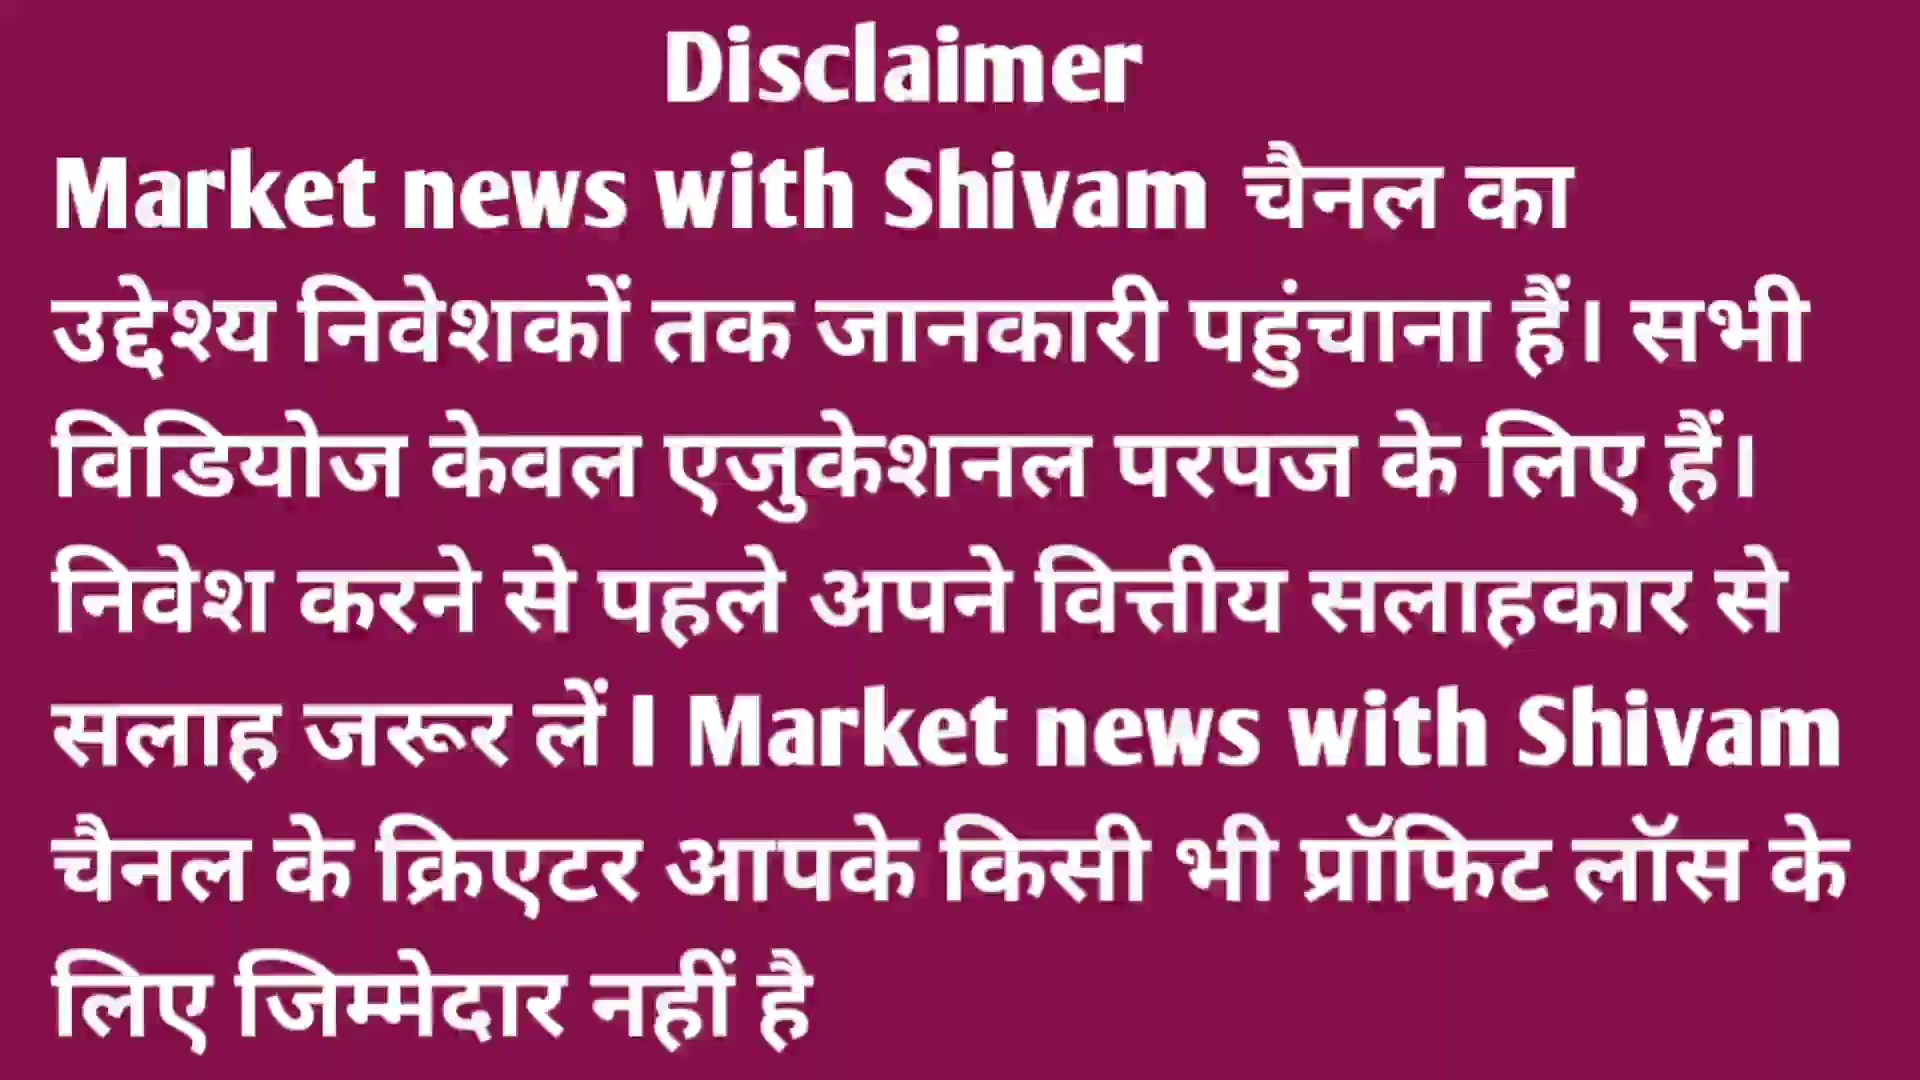 Disclaimer
Market news with Shivam चैनल का
उद्देश्य निवेशकों तक जानकारी पहुंचाना हैं। सभी
विडियोज केवल एजुकेशनल परपज के लिए हैं।
निवेश करने से पहले अपने वित्तीय सलाहकार से
सलाह जरूर लें I Market news with Shivam
चैनल के क्रिएटर आपके किसी भी प्रॉफिट लॉस के
लिए जिम्मेदार नहीं है